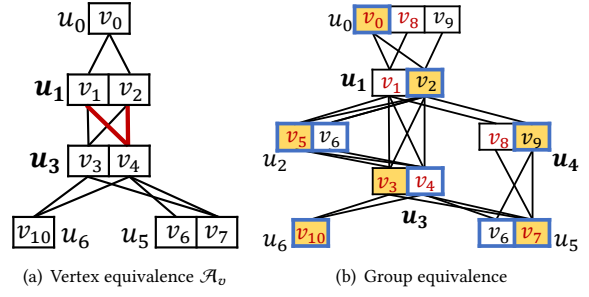 u₀ v₀
u₁ v₁ v₂
u₃ v₃ v₄
v₁₀ u₆ u₅ v₆ v₇
(a) Vertex equivalence 𝒜ᵥ
u₀ v₀ v₈ v₉
u₁ v₁ v₂
v₅ v₆ v₈ v₉
u₂ u₄
v₃ v₄
u₃
u₆ v₁₀ v₆ v₇ u₅
(b) Group equivalence